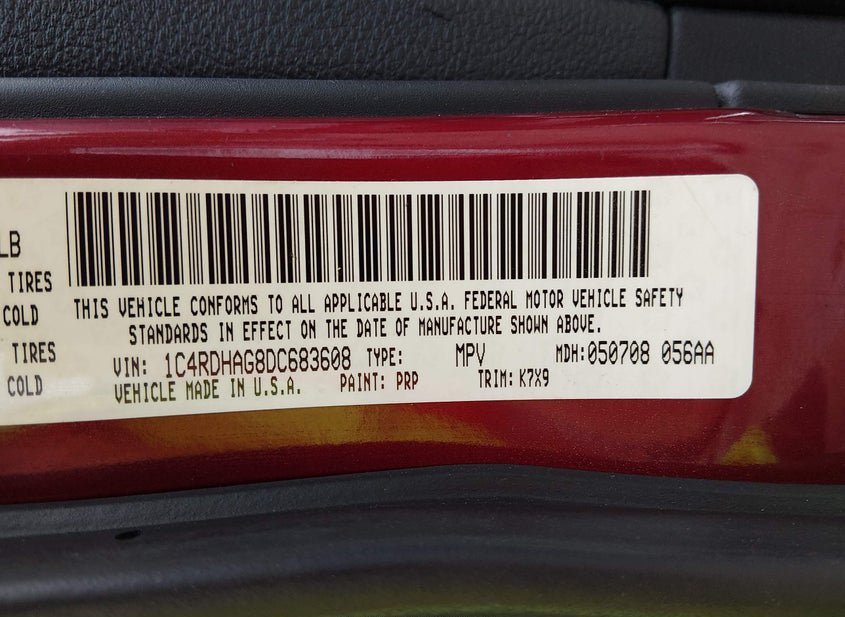 LB
TIRES
COLD
TIRES
COLD
THIS VEHICLE CONFORMS TO ALL APPLICABLE U.S.A. FEDERAL MOTOR VEHICLE SAFETY
STANDARDS IN EFFECT ON THE DATE OF MANUFACTURE SHOWN ABOVE.
VIN: 1C4RDHAG8DC683608 TYPE: MPV MDH:050708 056AA
VEHICLE MADE IN U.S.A. PAINT: PRP TRIM: K7X9